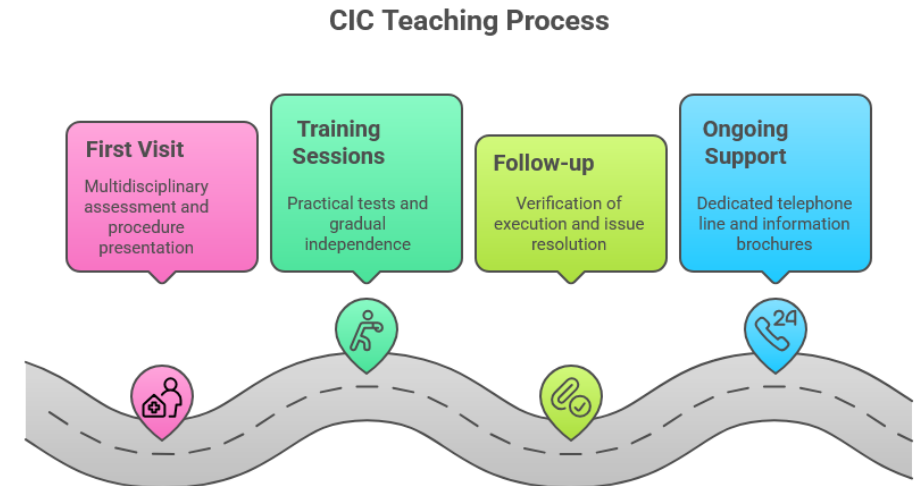 CIC Teaching Process
First Visit
Multidisciplinary
assessment and
procedure
presentation
Training
Sessions
Practical tests and
gradual
independence
Follow-up
Verification of
execution and issue
resolution
Ongoing
Support
Dedicated telephone
line and information
brochures
24